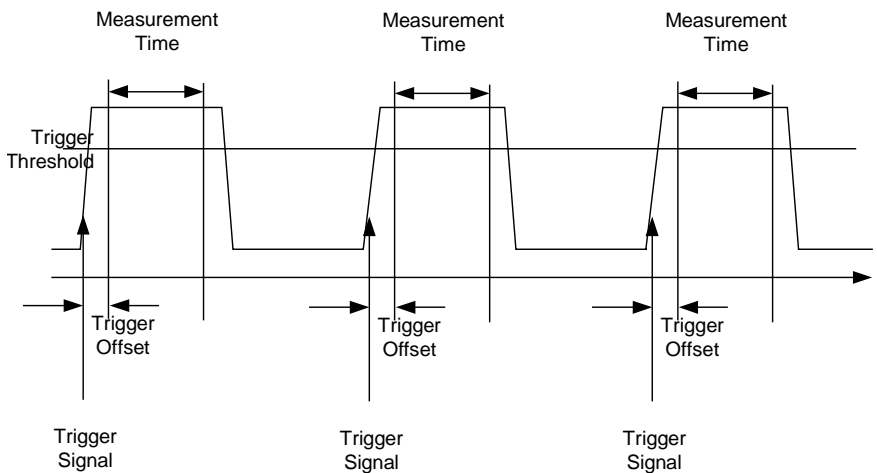 Measurement
Time
Measurement
Time
Measurement
Time
Trigger
Threshold
Trigger
Offset
Trigger
Offset
Trigger
Offset
Trigger
Signal
Trigger
Signal
Trigger
Signal